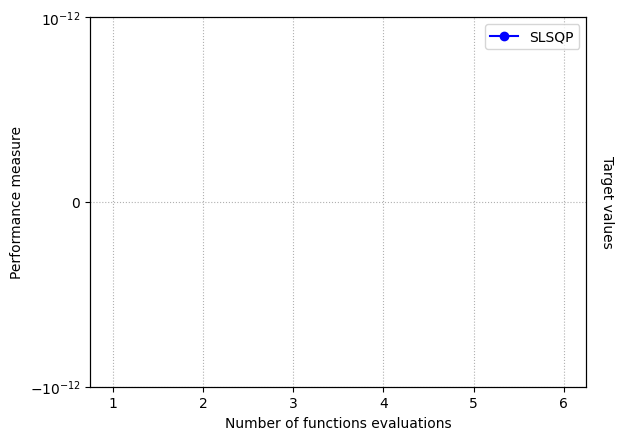 10⁻¹²
SLSQP
Performance measure
0
Target values
−10⁻¹²
1 2 3 4 5 6
Number of functions evaluations